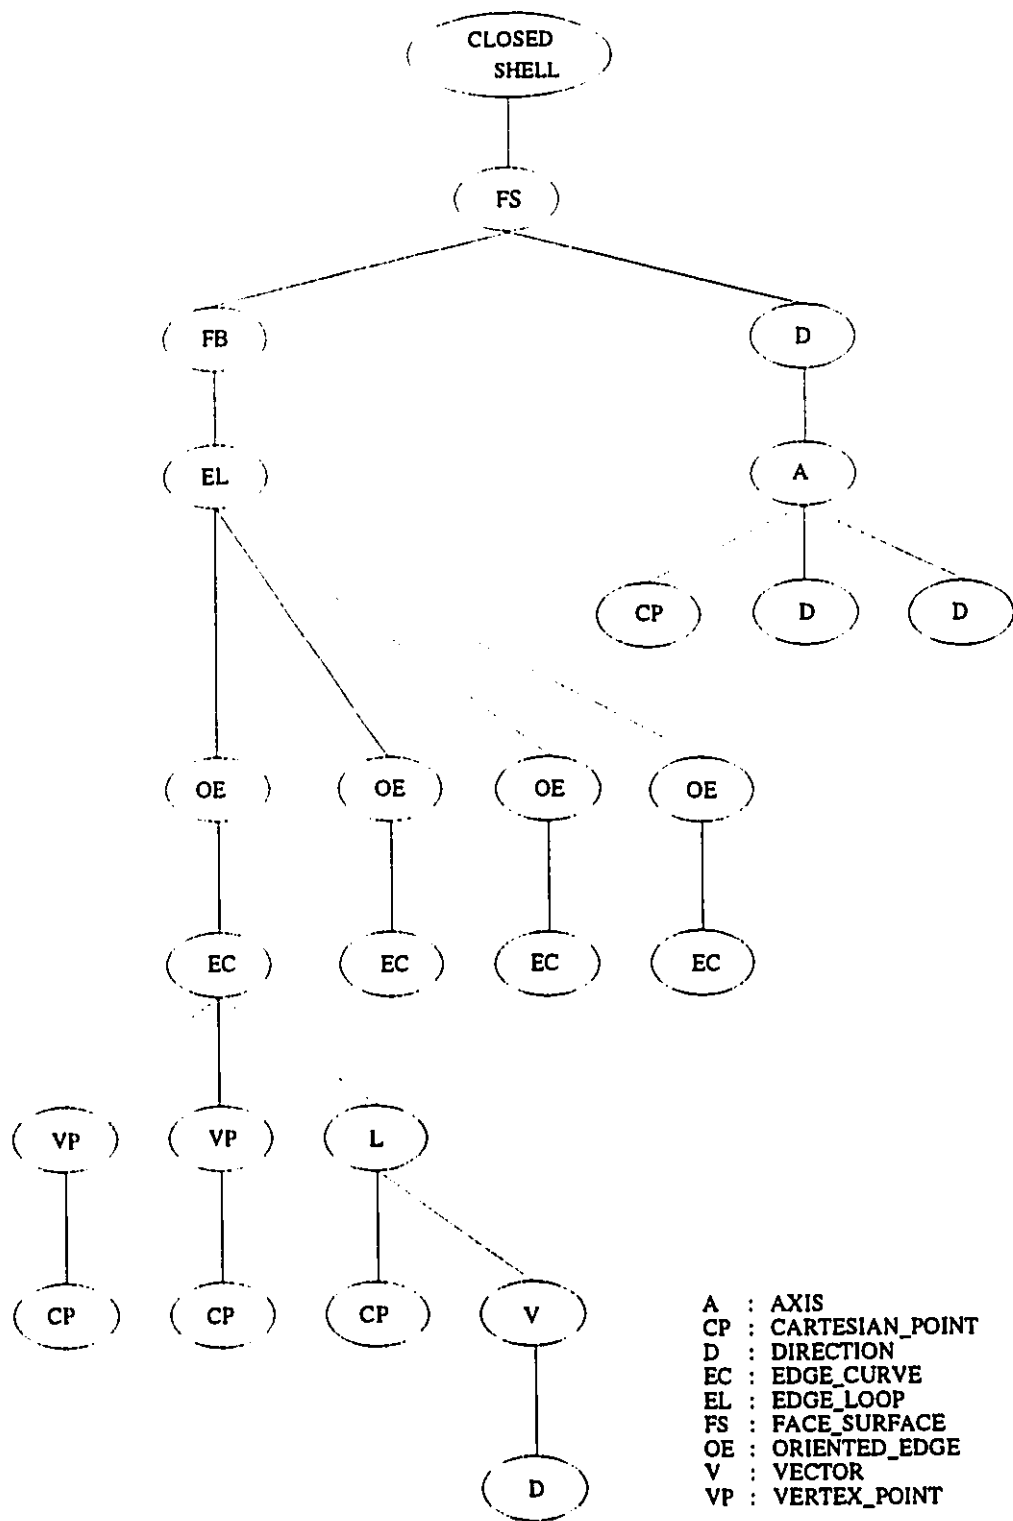 CLOSED
SHELL
FS
FB
D
EL
A
CP
D
D
OE
OE
OE
OE
EC
EC
EC
EC
VP
VP
L
CP
CP
CP
V
D
A : AXIS
CP : CARTESIAN_POINT
D : DIRECTION
EC : EDGE_CURVE
EL : EDGE_LOOP
FS : FACE_SURFACE
OE : ORIENTED_EDGE
V : VECTOR
VP : VERTEX_POINT